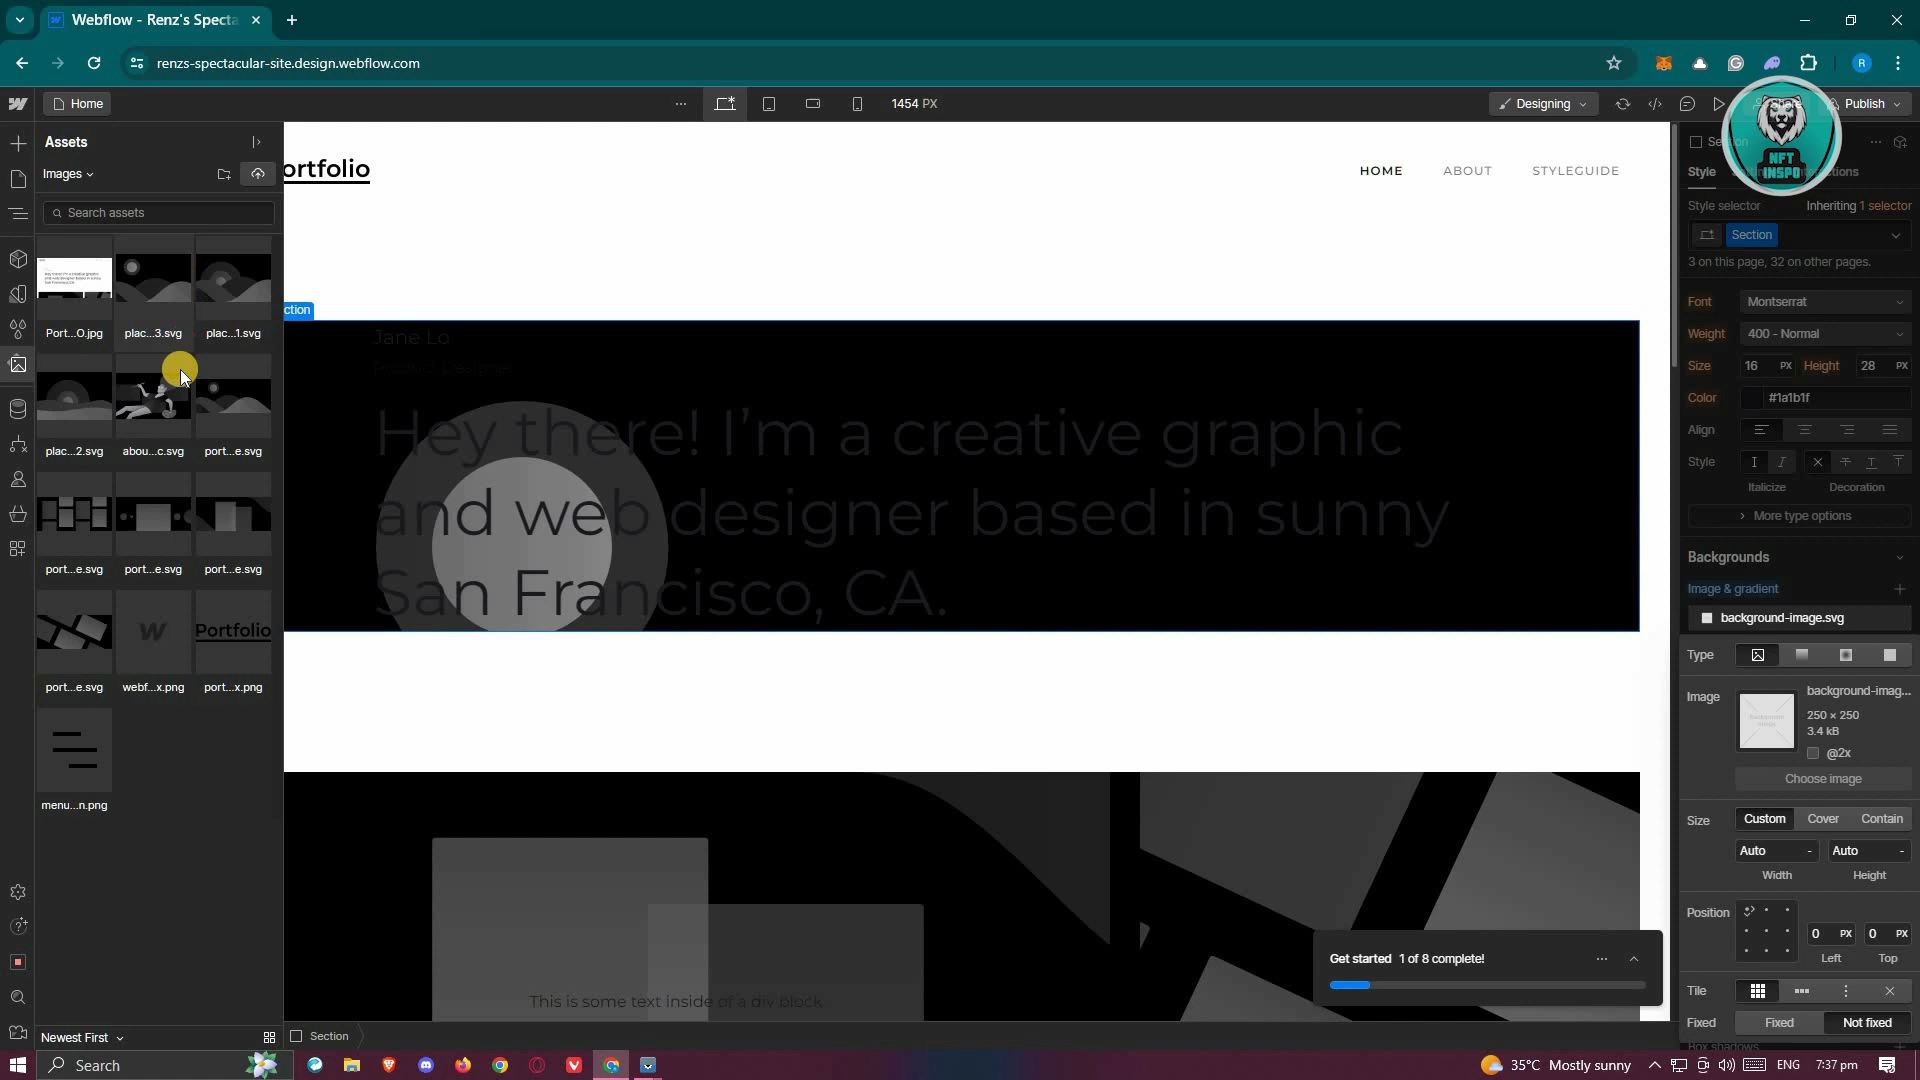 Webflow - Renz's Specta
renzs-spectacular-site.design.webflow.com
R
Home
1454 PX
Designing
Share
Publish
NFT
INSPO
Assets
Images
Search assets
Port...O.jpg
plac...3.svg
plac...1.svg
plac...2.svg
abou...c.svg
port...e.svg
port...e.svg
port...e.svg
port...e.svg
Portfolio
port...e.svg
webf...x.png
port...x.png
menu...n.png
Newest First
ortfolio
HOME
ABOUT
STYLEGUIDE
ction
Jane Lo
Product Designer
Hey there! I'm a creative graphic
and web designer based in sunny
San Francisco, CA.
This is some text inside of a div block.
Get started 1 of 8 complete!
Section
Style
Style selector
Inheriting 1 selector
Section
3 on this page, 32 on other pages.
Font
Montserrat
Weight
400 - Normal
Size
16 PX
Height
28 PX
Color
#1a1b1f
Align
Style
Italicize
Decoration
More type options
Backgrounds
Image & gradient
background-image.svg
Type
Image
background-imag...
250 × 250
3.4 kB
@2x
Choose image
Size
Custom
Cover
Contain
Auto -
Auto -
Width
Height
Position
0 PX
0 PX
Left
Top
Tile
Fixed
Fixed
Not fixed
Box shadows
Search
35°C Mostly sunny
ENG
7:37 pm